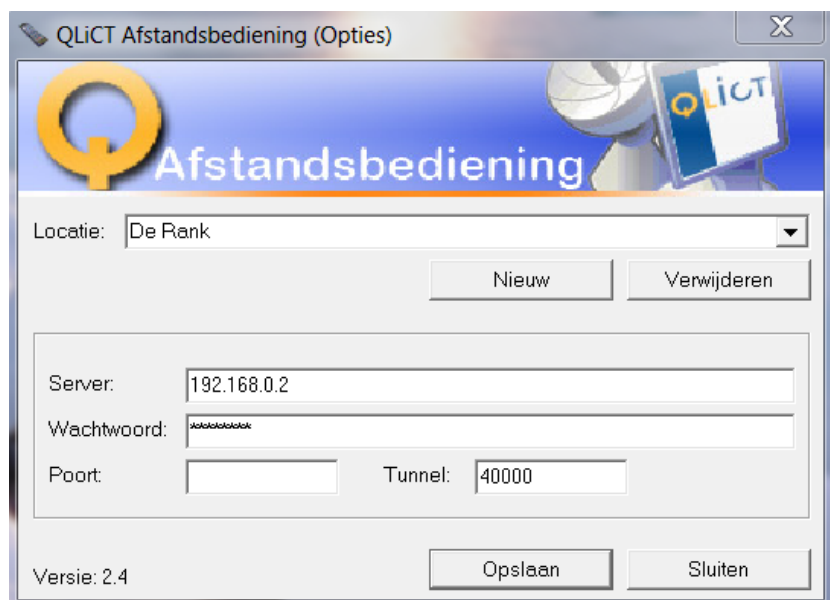 QLiCT Afstandsbediening (Opties)
QLiCT
Afstandsbediening
Locatie: De Rank
Nieuw Verwijderen
Server: 192.168.0.2
Wachtwoord: *********
Poort: Tunnel: 40000
Versie: 2.4 Opslaan Sluiten